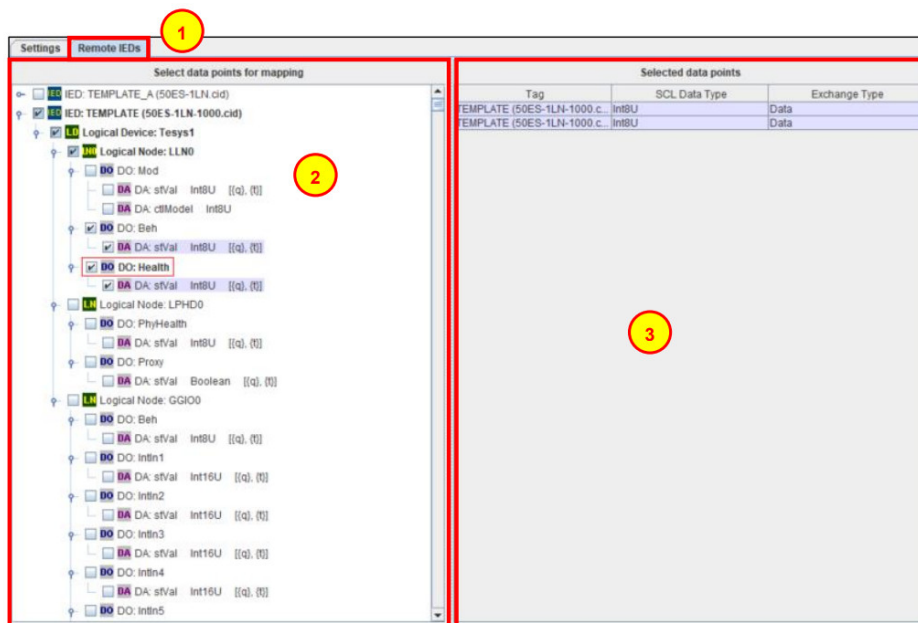 1
Settings Remote IEDs
Select data points for mapping
Selected data points
IED IED: TEMPLATE_A (50ES-1LN.cid)
IED IED: TEMPLATE (50ES-1LN-1000.cid)
LD Logical Device: Tesys1
LN0 Logical Node: LLN0
DO DO: Mod
DA DA: stVal Int8U [{q}, {t}]
DA DA: ctlModel Int8U
DO DO: Beh
DA DA: stVal Int8U [{q}, {t}]
DO DO: Health
DA DA: stVal Int8U [{q}, {t}]
LN Logical Node: LPHD0
DO DO: PhyHealth
DA DA: stVal Int8U [{q}, {t}]
DO DO: Proxy
DA DA: stVal Boolean [{q}, {t}]
LN Logical Node: GGIO0
DO DO: Beh
DA DA: stVal Int8U [{q}, {t}]
DO DO: IntIn1
DA DA: stVal Int16U [{q}, {t}]
DO DO: IntIn2
DA DA: stVal Int16U [{q}, {t}]
DO DO: IntIn3
DA DA: stVal Int16U [{q}, {t}]
DO DO: IntIn4
DA DA: stVal Int16U [{q}, {t}]
DO DO: IntIn5
2
Tag SCL Data Type Exchange Type
TEMPLATE (50ES-1LN-1000.c... Int8U Data
TEMPLATE (50ES-1LN-1000.c... Int8U Data
3